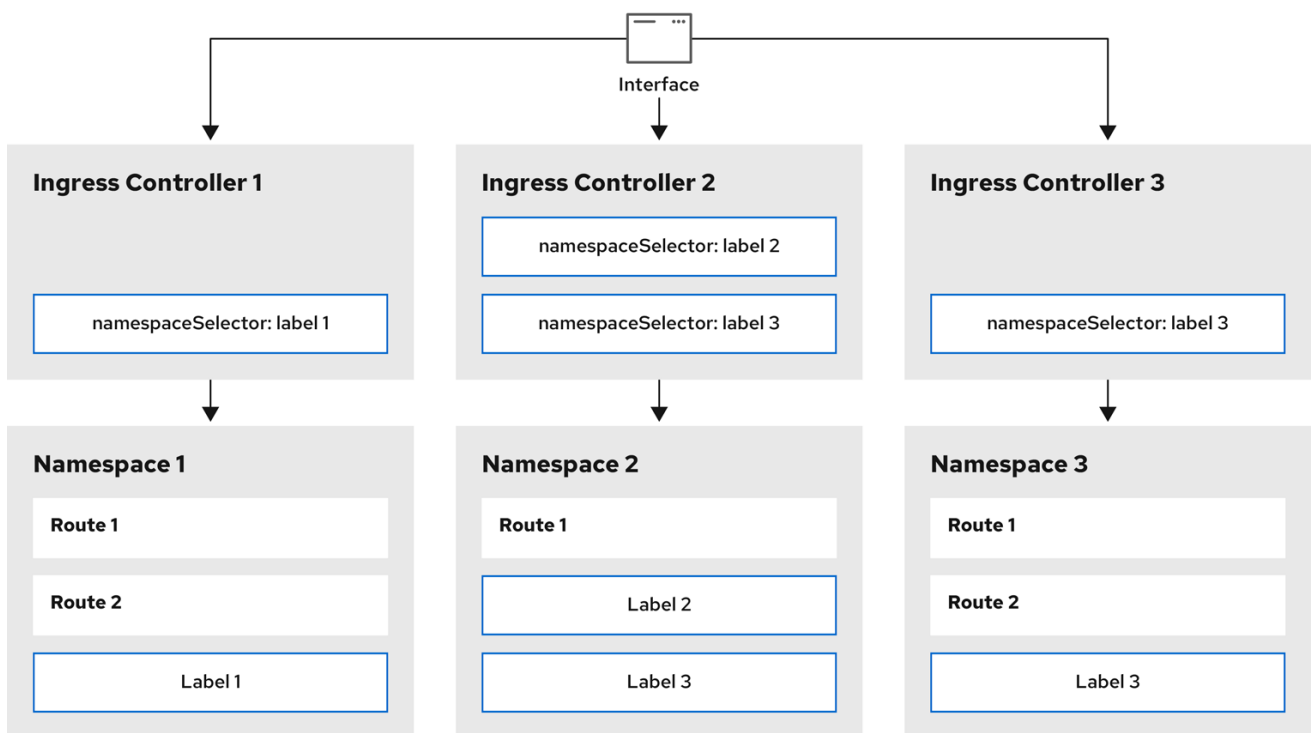 Interface
Ingress Controller 1
namespaceSelector: label 1
Ingress Controller 2
namespaceSelector: label 2
namespaceSelector: label 3
Ingress Controller 3
namespaceSelector: label 3
Namespace 1
Route 1
Route 2
Label 1
Namespace 2
Route 1
Label 2
Label 3
Namespace 3
Route 1
Route 2
Label 3